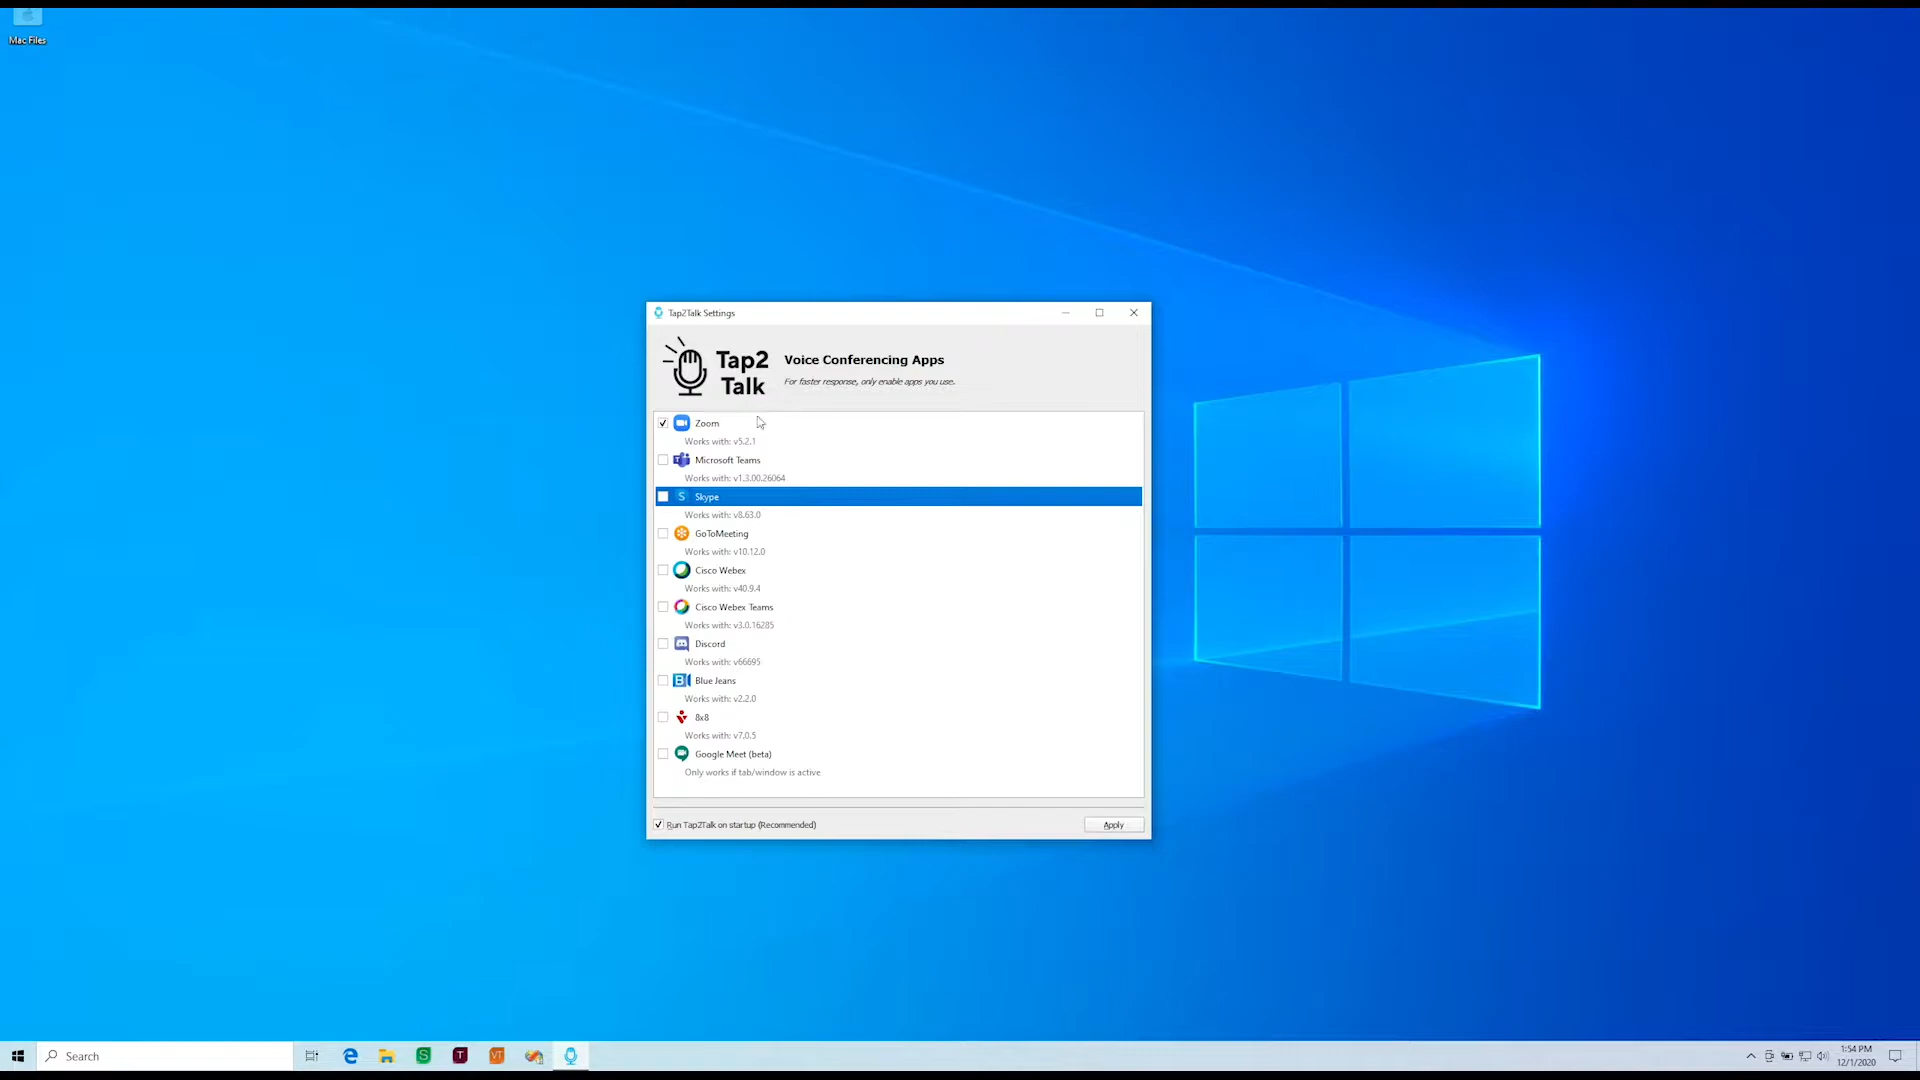 Mac Files
Tap2Talk Settings
Tap2
Talk
Voice Conferencing Apps
For faster response, only enable apps you use.
Zoom
Works with: v5.2.1
Microsoft Teams
Works with: v1.3.00.26064
Skype
Works with: v8.63.0
GoToMeeting
Works with: v10.12.0
Cisco Webex
Works with: v40.9.4
Cisco Webex Teams
Works with: v3.0.16285
Discord
Works with: v66695
Blue Jeans
Works with: v2.2.0
8x8
Works with: v7.0.5
Google Meet (beta)
Only works if tab/window is active
Run Tap2Talk on startup (Recommended)
Apply
Search
1:54 PM
12/1/2020